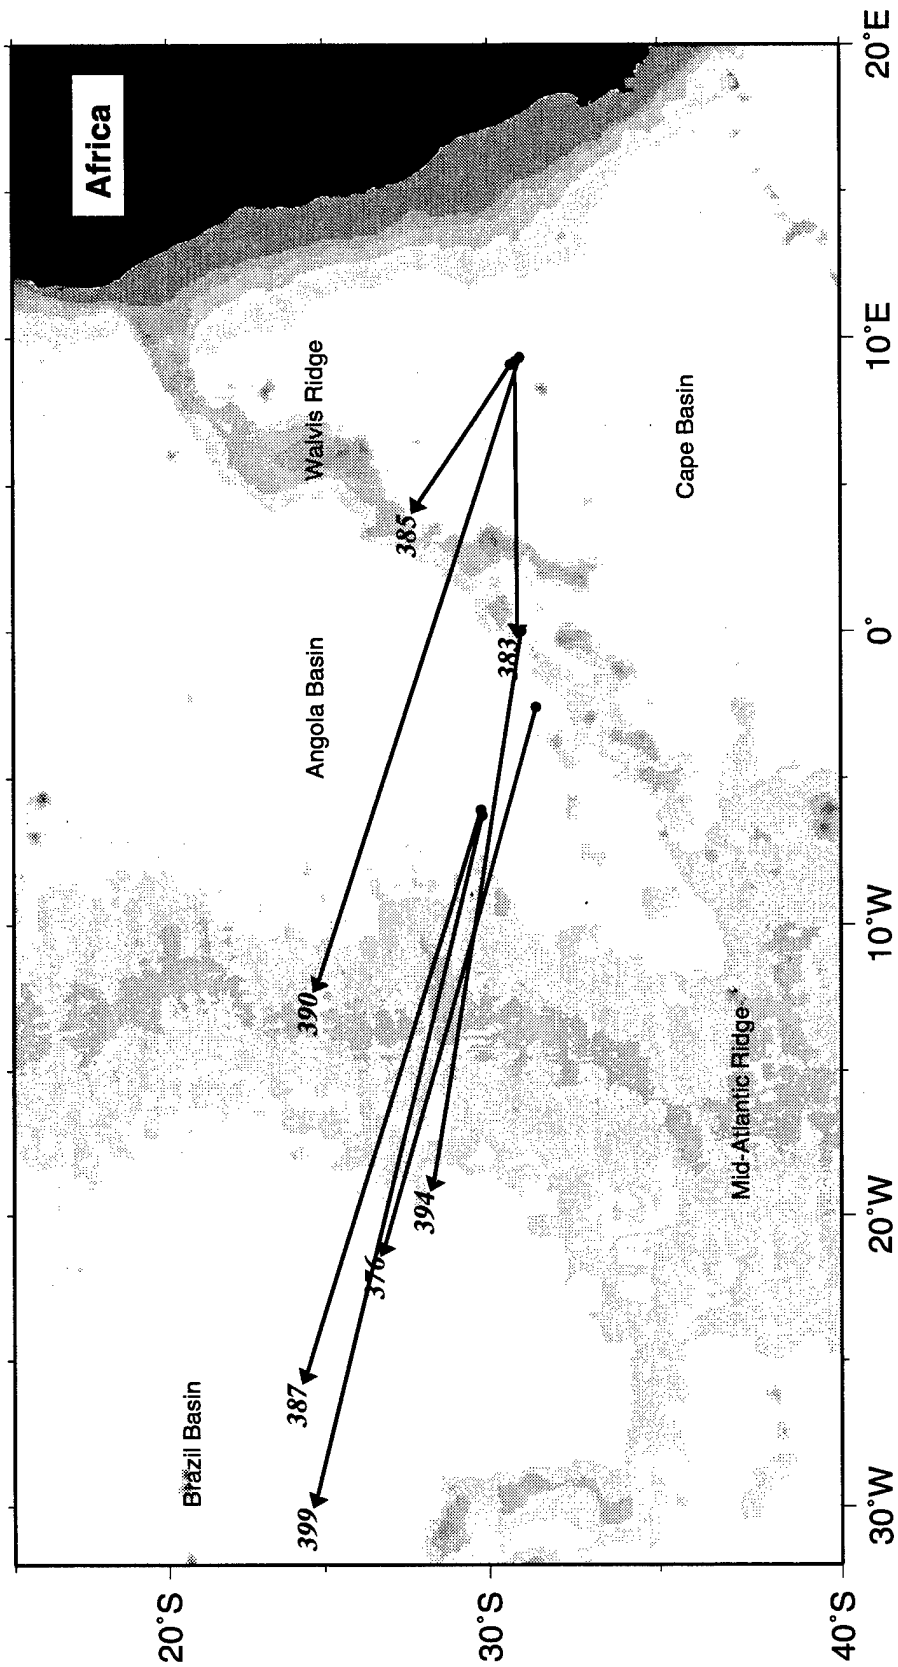 Africa
Walvis Ridge
Angola Basin
Cape Basin
Brazil Basin
Mid-Atlantic Ridge
385
383
390
394
376
387
399
20°S
30°S
40°S
30°W
20°W
10°W
0°
10°E
20°E